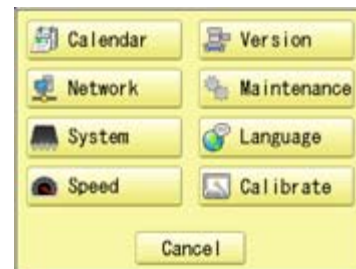 Calendar
Version
Network
Maintenance
System
Language
Speed
Calibrate
Cancel